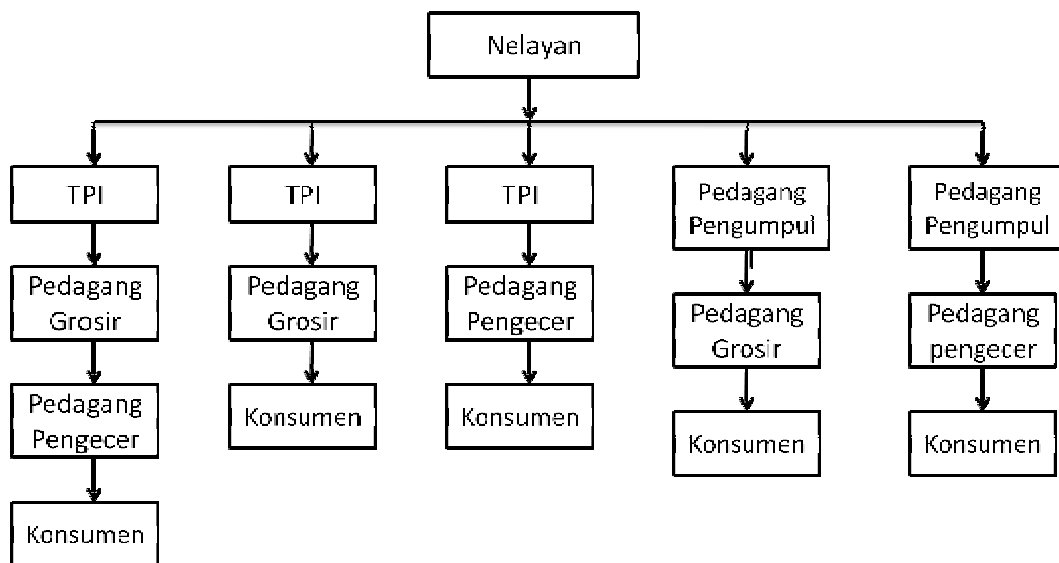 Nelayan
TPI
TPI
TPI
Pedagang
Pengumpul
Pedagang
Pengumpul
Pedagang
Grosir
Pedagang
Grosir
Pedagang
Pengecer
Pedagang
Grosir
Pedagang
pengecer
Pedagang
Pengecer
Konsumen
Konsumen
Konsumen
Konsumen
Konsumen